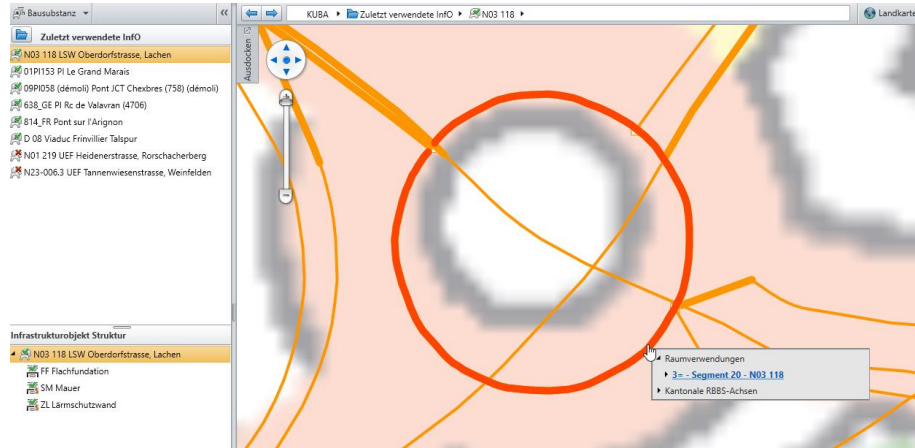 Bausubstanz
Zuletzt verwendete InfO
N03 118 LSW Oberdorfstrasse, Lachen
01PI153 PI Le Grand Marais
09PI058 (démoli) Pont JCT Chexbres (758) (démoli)
638_GE PI Rc de Valavran (4706)
814_FR Pont sur l'Arignon
D 08 Viaduc Frinvillier Talspur
N01 219 UEF Heidenerstrasse, Rorschacherberg
N23-006.3 UEF Tannenwiesenstrasse, Weinfelden
Infrastrukturobjekt Struktur
N03 118 LSW Oberdorfstrasse, Lachen
FF Flachfundation
SM Mauer
ZL Lärmschutzwand
KUBA Zuletzt verwendete InfO N03 118
Landkarte
Ausdocken
Raumverwendungen
3= - Segment 20 - N03 118
Kantonale RBBS-Achsen